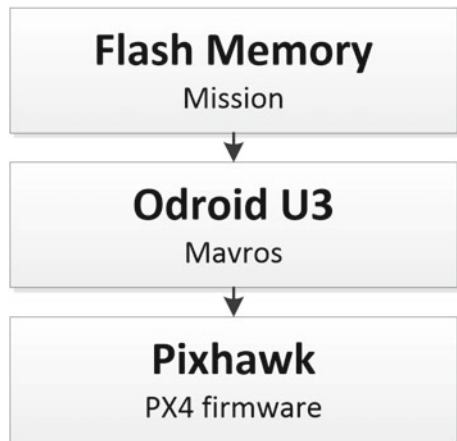 Flash Memory
Mission
Odroid U3
Mavros
Pixhawk
PX4 firmware